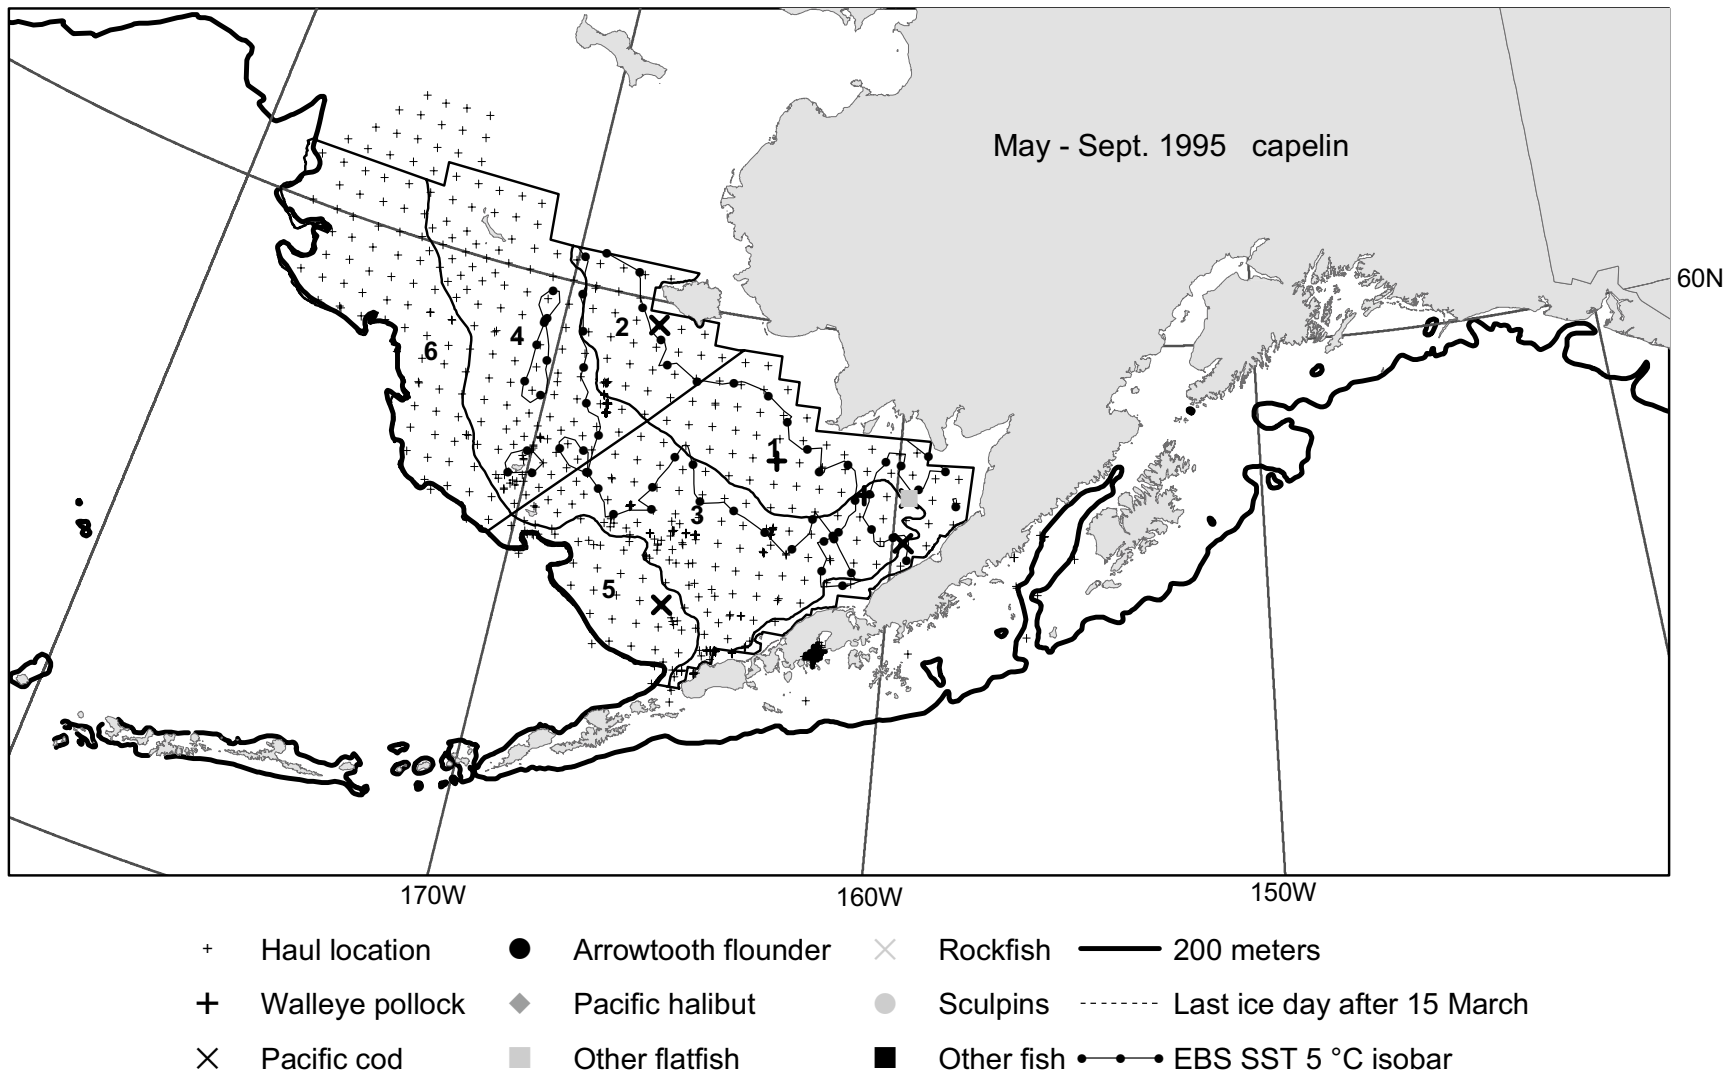 May - Sept. 1995 capelin
60N
2
4
6
1
3
5
170W
160W
150W
Haul location
Arrowtooth flounder
Rockfish
200 meters
Walleye pollock
Pacific halibut
Sculpins
Last ice day after 15 March
Pacific cod
Other flatfish
Other fish
EBS SST 5 °C isobar